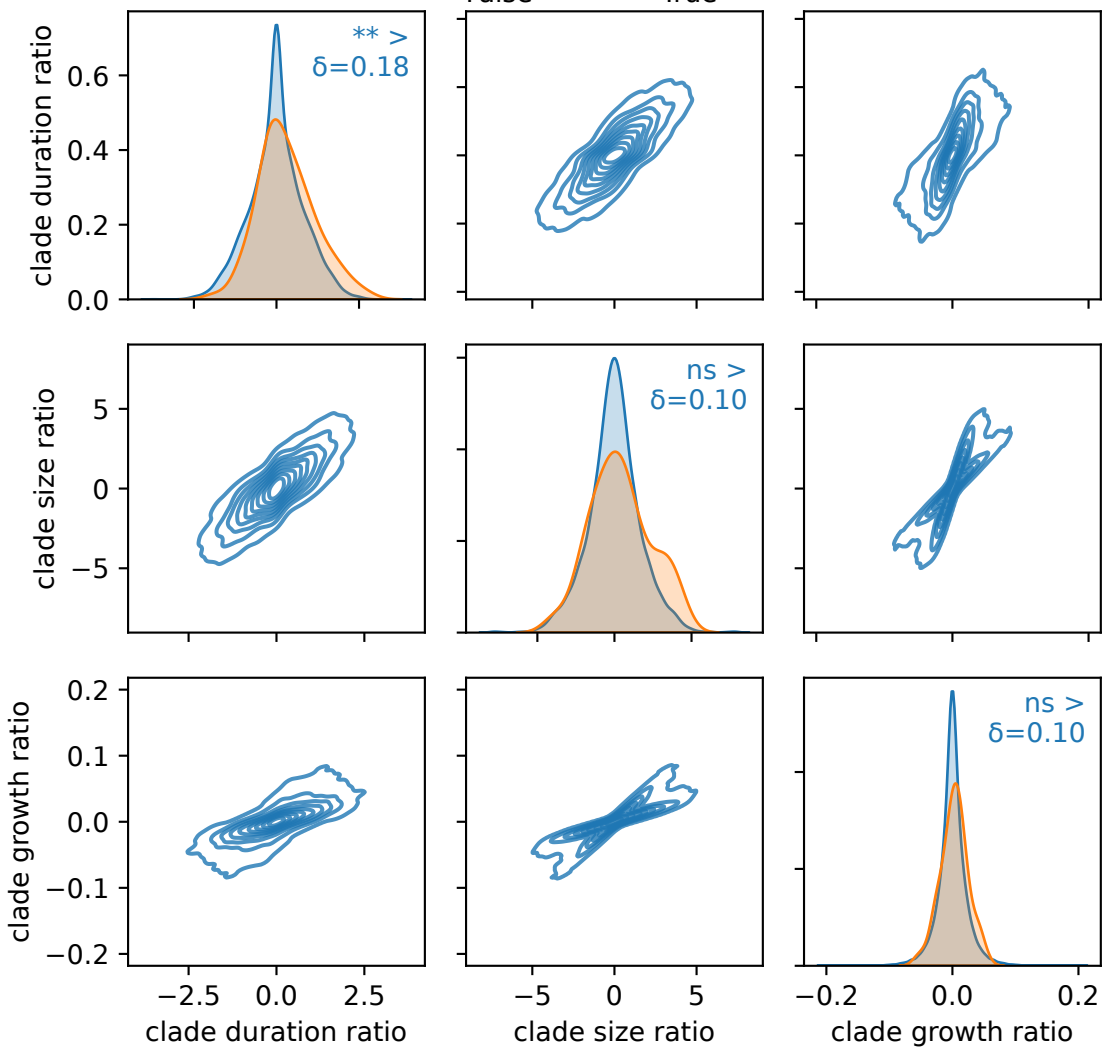 False True
clade duration ratio
0.6
0.4
0.2
0.0
** >
δ=0.18
clade size ratio
5
0
−5
ns >
δ=0.10
clade growth ratio
0.2
0.1
0.0
−0.1
−0.2
ns >
δ=0.10
−2.5 0.0 2.5
−5 0 5
−0.2 0.0 0.2
clade duration ratio
clade size ratio
clade growth ratio